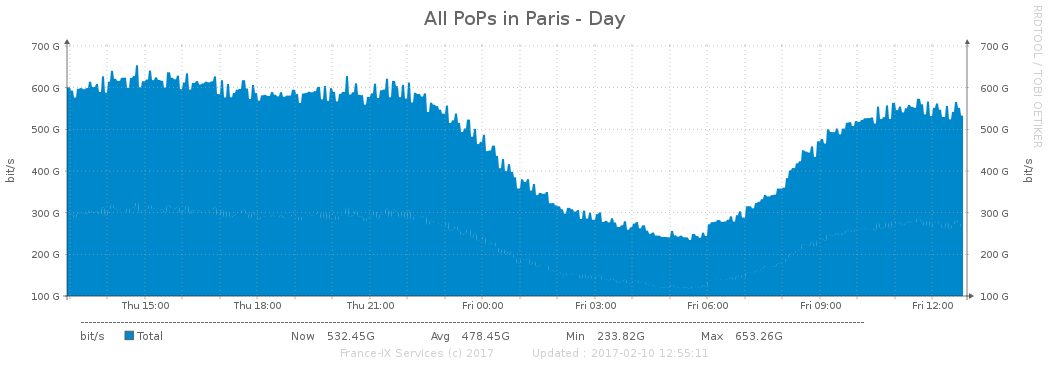 All PoPs in Paris - Day
RRDTOOL / TOBI OETIKER
700 G 700 G
600 G 600 G
500 G 500 G
400 G 400 G
300 G 300 G
200 G 200 G
100 G 100 G
bit/s
bit/s
Thu 15:00 Thu 18:00 Thu 21:00 Fri 00:00 Fri 03:00 Fri 06:00 Fri 09:00 Fri 12:00
bit/s Total Now 532.45G Avg 478.45G Min 233.82G Max 653.26G
France-IX Services (c) 2017 Updated : 2017-02-10 12:55:11